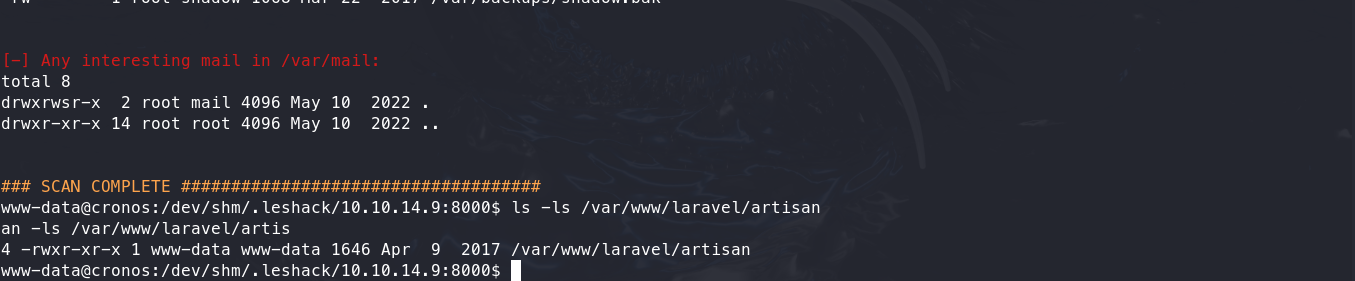 -rw------- 1 root shadow 1008 Mar 22  2017 /var/backups/shadow.bak
[-] Any interesting mail in /var/mail:
total 8
drwxrwsr-x  2 root mail 4096 May 10  2022 .
drwxr-xr-x 14 root root 4096 May 10  2022 ..
### SCAN COMPLETE ####################################
www-data@cronos:/dev/shm/.leshack/10.10.14.9:8000$ ls -ls /var/www/laravel/artisan
an -ls /var/www/laravel/artis
4 -rwxr-xr-x 1 www-data www-data 1646 Apr  9  2017 /var/www/laravel/artisan
www-data@cronos:/dev/shm/.leshack/10.10.14.9:8000$